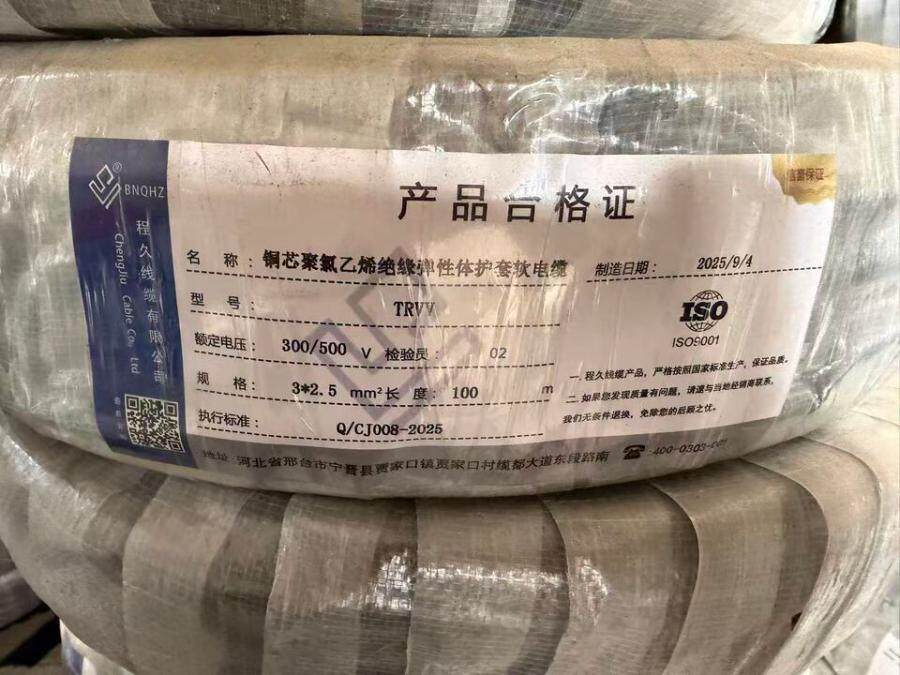 BNQHZ
程久线缆有限公司
ChengJiu Cable Co., Ltd
产品合格证
信誉保证
名 称: 铜芯聚氯乙烯绝缘弹性体护套软电缆
制造日期: 2025/9/4
型 号: TRVV
额定电压: 300/500 V 检验员: 02
ISO
ISO9001
规 格: 3*2.5 mm² 长 度: 100 m
执行标准: Q/CJ008-2025
一. 程久线缆产品, 严格按照国家标准生产, 保证品质。
二. 如果您发现质量有问题, 请速与当地经销商联系,
我们无条件退换, 免除您的后顾之忧。
地址 河北省邢台市宁晋县贾家口镇贾家口村缆都大道东段路南 ☎ 400-0303-001